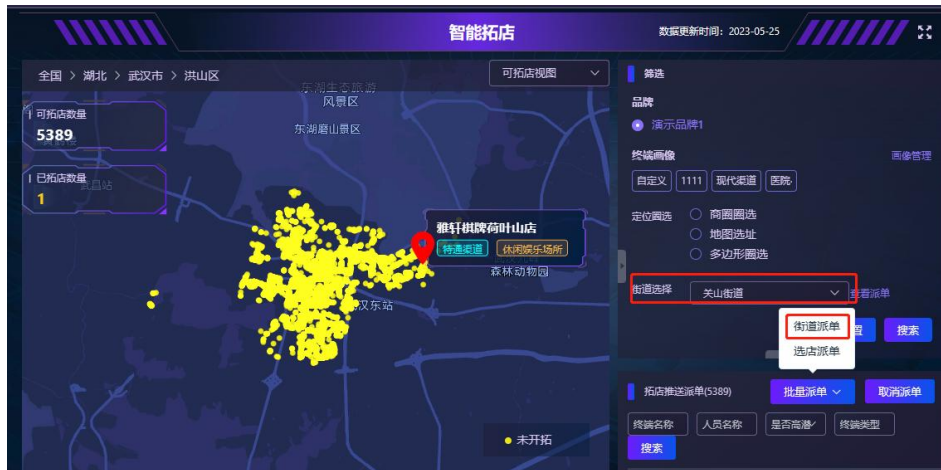 智能拓店
数据更新时间：2023-05-25
全国 > 湖北 > 武汉市 > 洪山区
可拓店视图
东湖生态旅游
风景区
东湖磨山景区
可拓店数量
5389
已拓店数量
1
昌站
雅轩棋牌荷叶山店
特通渠道
休闲娱乐场所
森林动物园
汉东站
未开拓
筛选
品牌
演示品牌1
终端画像
画像管理
自定义
1111
现代渠道
医院
定位圈选
商圈圈选
地图选址
多边形圈选
街道选择
关山街道
查看派单
街道派单
选店派单
置
搜索
拓店推送派单(5389)
批量派单
取消派单
终端名称
人员名称
是否高潜
终端类型
搜索